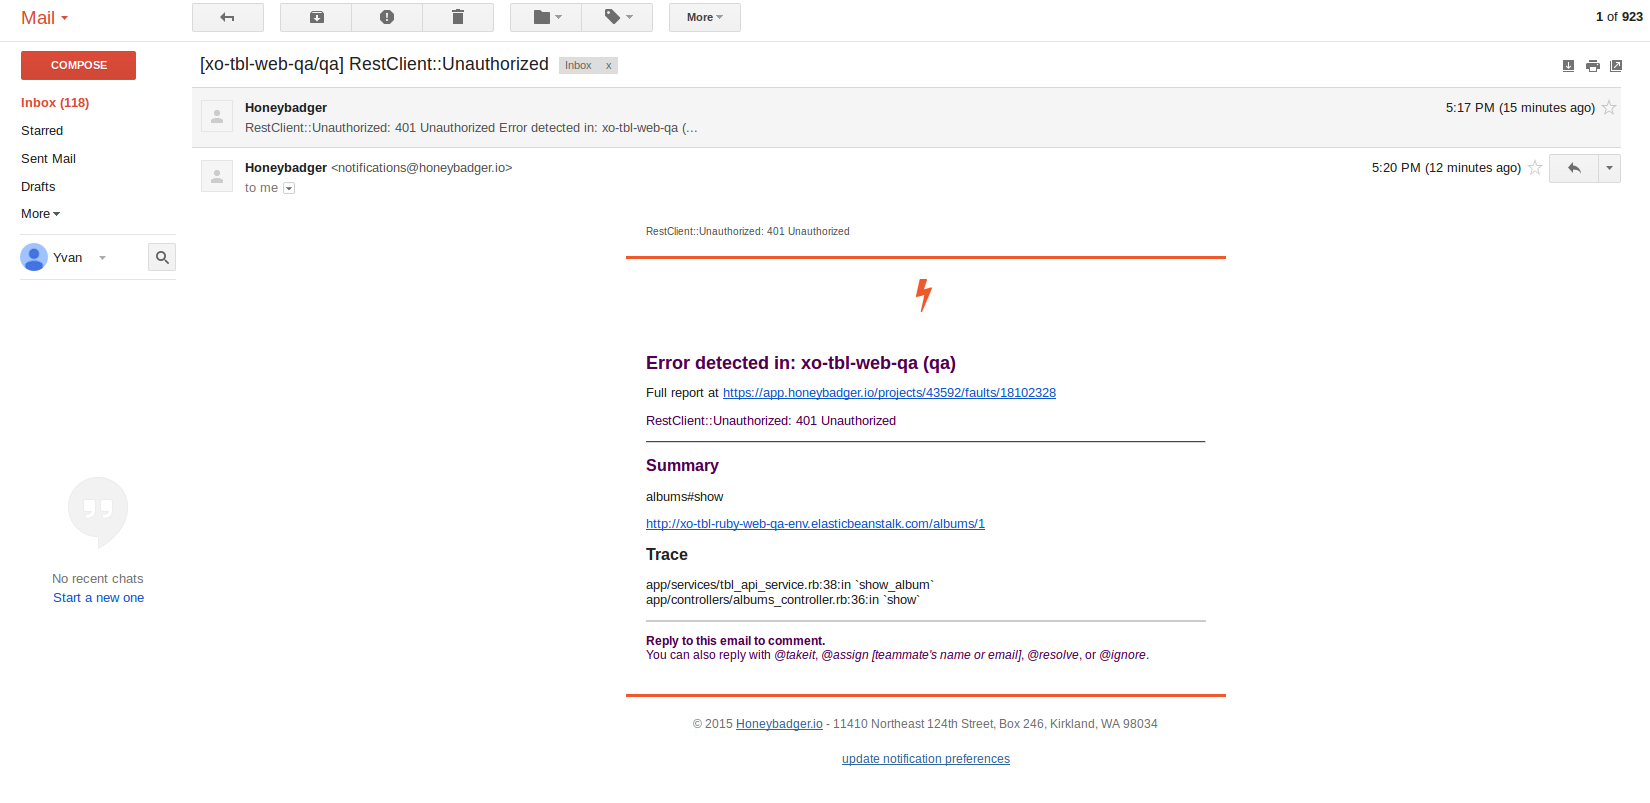 Mail
More
1 of 923
COMPOSE
[xo-tbl-web-qa/qa] RestClient::Unauthorized
Inbox x
Inbox (118)
Starred
Sent Mail
Drafts
More
Yvan
Honeybadger
5:17 PM (15 minutes ago)
RestClient::Unauthorized: 401 Unauthorized Error detected in: xo-tbl-web-qa (…
Honeybadger <notifications@honeybadger.io>
5:20 PM (12 minutes ago)
to me
RestClient::Unauthorized: 401 Unauthorized
Error detected in: xo-tbl-web-qa (qa)
Full report at https://app.honeybadger.io/projects/43592/faults/18102328
RestClient::Unauthorized: 401 Unauthorized
Summary
albums#show
http://xo-tbl-ruby-web-qa-env.elasticbeanstalk.com/albums/1
Trace
app/services/tbl_api_service.rb:38:in `show_album`
app/controllers/albums_controller.rb:36:in `show`
Reply to this email to comment.
You can also reply with @takeit, @assign [teammate's name or email], @resolve, or @ignore.
© 2015 Honeybadger.io - 11410 Northeast 124th Street, Box 246, Kirkland, WA 98034
update notification preferences
No recent chats
Start a new one